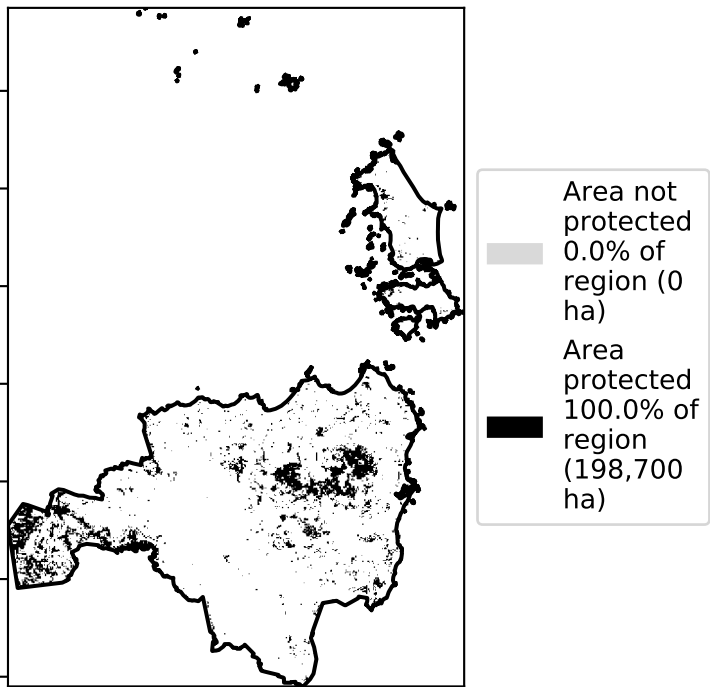 Area not
protected
0.0% of
region (0
ha)
Area
protected
100.0% of
region
(198,700
ha)